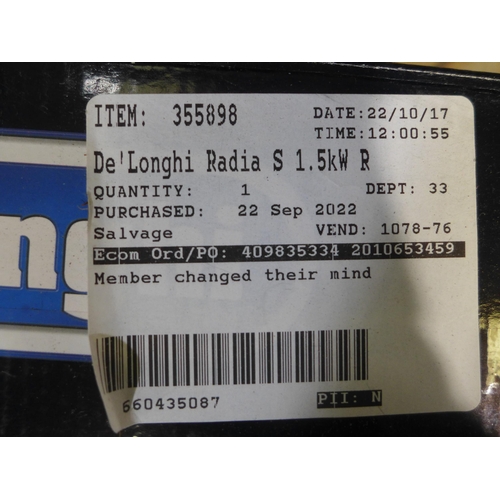 ITEM: 355898 DATE:22/10/17
TIME:12:00:55
De'Longhi Radia S 1.5kW R
QUANTITY: 1 DEPT: 33
PURCHASED: 22 Sep 2022
Salvage VEND: 1078-76
Ecom Ord/PO: 409835334 2010653459
Member changed their mind
660435087 PII: N
ng